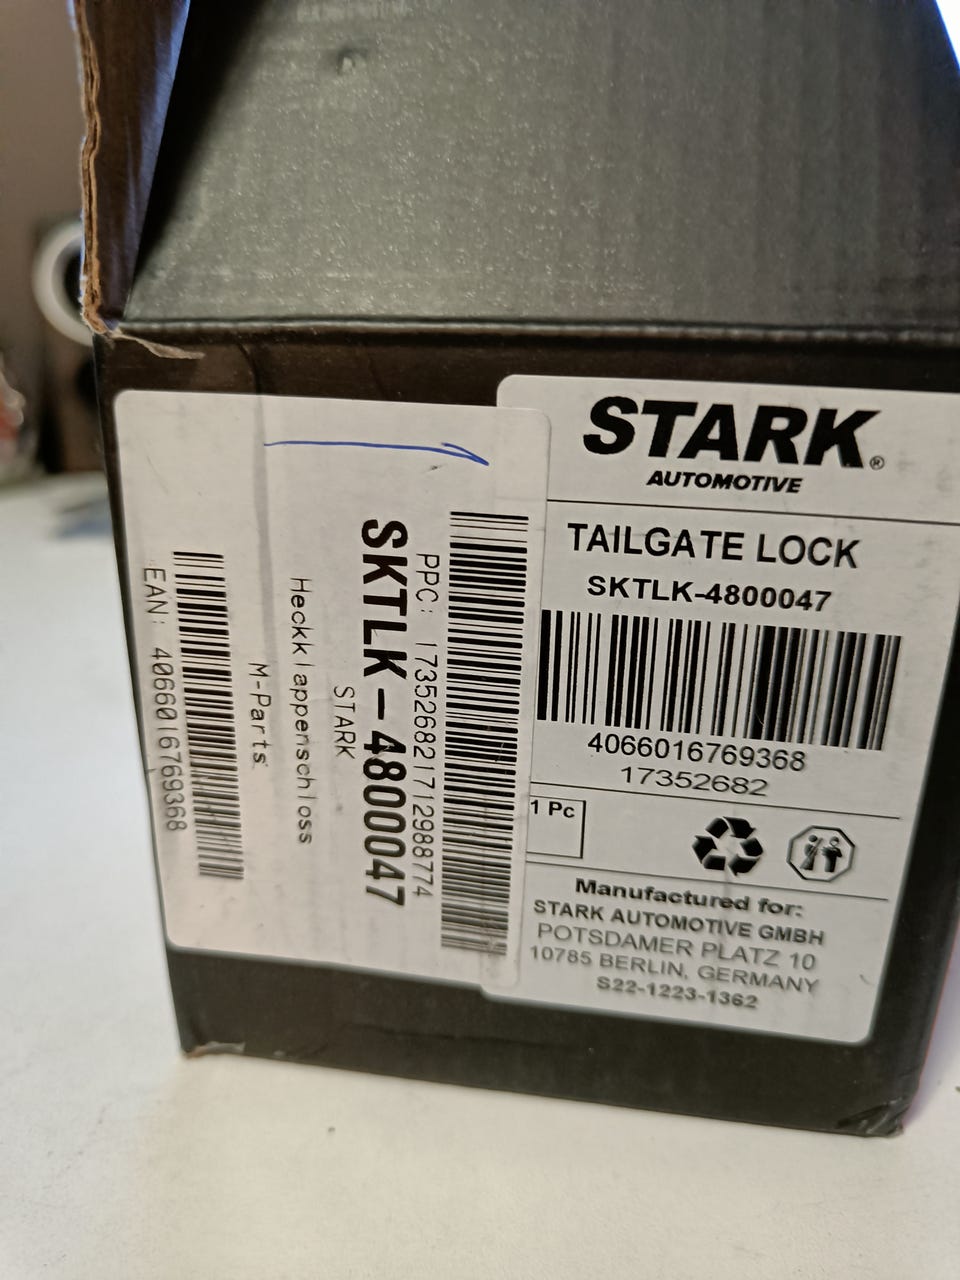 STARK®
AUTOMOTIVE
TAILGATE LOCK
SKTLK-4800047
4066016769368
17352682
1 Pc
Manufactured for:
STARK AUTOMOTIVE GMBH
POTSDAMER PLATZ 10
10785 BERLIN, GERMANY
S22-1223-1362
PPC: 173526821712988774
SKTLK-4800047
STARK
Heckklappenschloss
M-Parts
EAN: 4066016769368